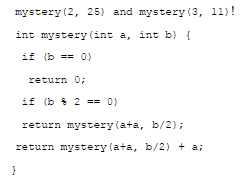 mystery(2, 25) and mystery(3, 11)!
int mystery(int a, int b) {
if (b == 0)
return 0;
if (b % 2 == 0)
return mystery(a+a, b/2);
return mystery(a+a, b/2) + a;
}